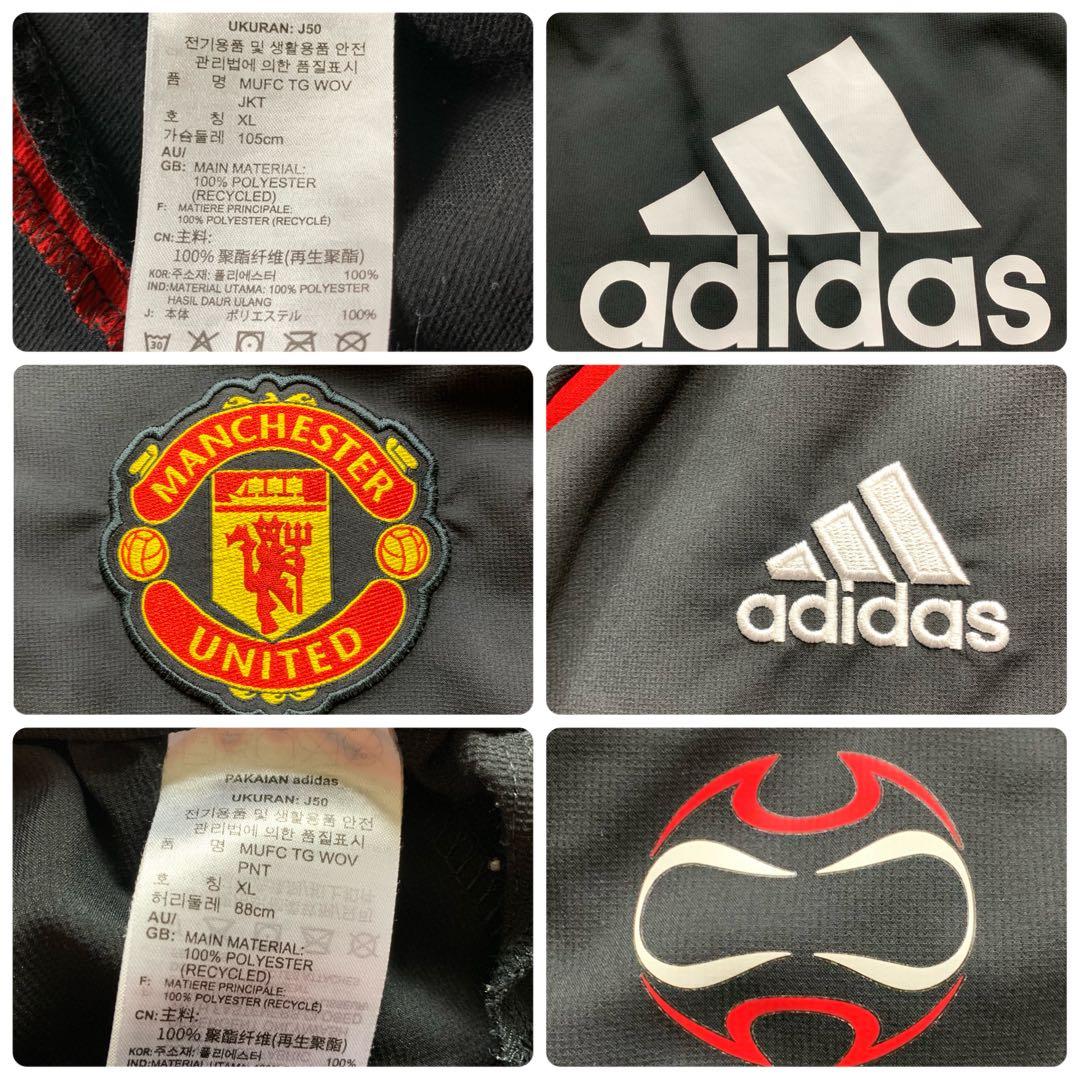 UKURAN: J50
전기용품 및 생활용품 안전
관리법에 의한 품질표시
품 명 MUFC TG WOV
JKT
호 칭 XL
가슴둘레 105cm
AU/
GB: MAIN MATERIAL:
100% POLYESTER
(RECYCLED)
F: MATIERE PRINCIPALE:
100% POLYESTER (RECYCLÉ)
CN: 主料:
100% 聚酯纤维(再生聚酯)
KOR:주소재: 폴리에스터 100%
IND:MATERIAL UTAMA: 100% POLYESTER
HASIL DAUR ULANG
J: 本体 ポリエステル 100%
30
adidas
MANCHESTER
UNITED
adidas
PAKAIAN adidas
UKURAN: J50
전기용품 및 생활용품 안전
관리법에 의한 품질표시
품 명 MUFC TG WOV
PNT
호 칭 XL
허리둘레 88cm
AU/
GB: MAIN MATERIAL:
100% POLYESTER
(RECYCLED)
F: MATIERE PRINCIPALE:
100% POLYESTER (RECYCLÉ)
CN: 主料:
100% 聚酯纤维(再生聚酯)
KOR:주소재: 폴리에스터 100%
IND:MATERIAL UTAMA: 100%